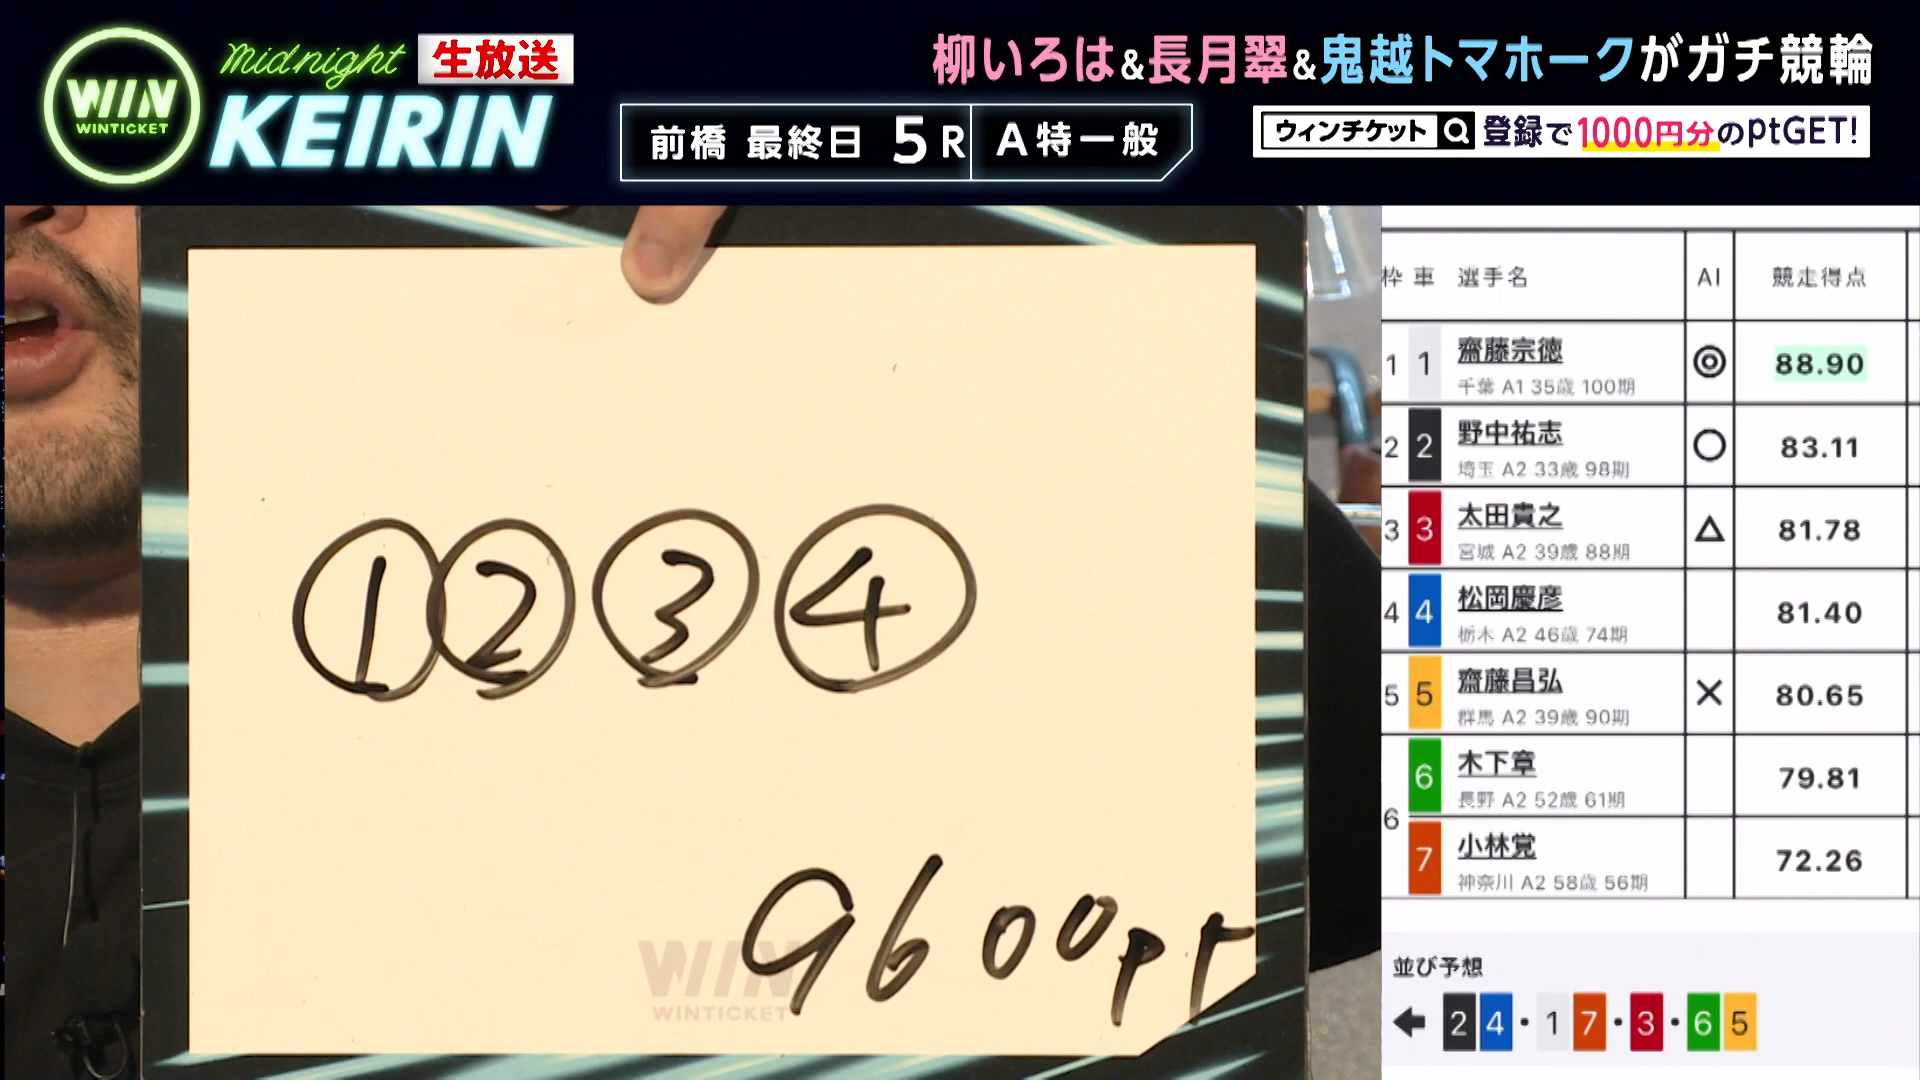 WIN
WINTICKET
Midnight
生放送
KEIRIN
柳いろは&長月翠&鬼越トマホークがガチ競輪
前橋 最終日 5R
A特一般
ウィンチケット 登録で1000円分のptGET!
① ② ③ ④
9600pt
WIN
WINTICKET
枠 車 選手名 AI 競走得点
1 1 齋藤宗徳 ◎ 88.90
千葉 A1 35歳 100期
2 2 野中祐志 ○ 83.11
埼玉 A2 33歳 98期
3 3 太田貴之 △ 81.78
宮城 A2 39歳 88期
4 4 松岡慶彦 81.40
栃木 A2 46歳 74期
5 5 齋藤昌弘 × 80.65
群馬 A2 39歳 90期
6 6 木下章 79.81
長野 A2 52歳 61期
7 小林覚 72.26
神奈川 A2 58歳 56期
並び予想
← 2 4・1 7・3・6 5